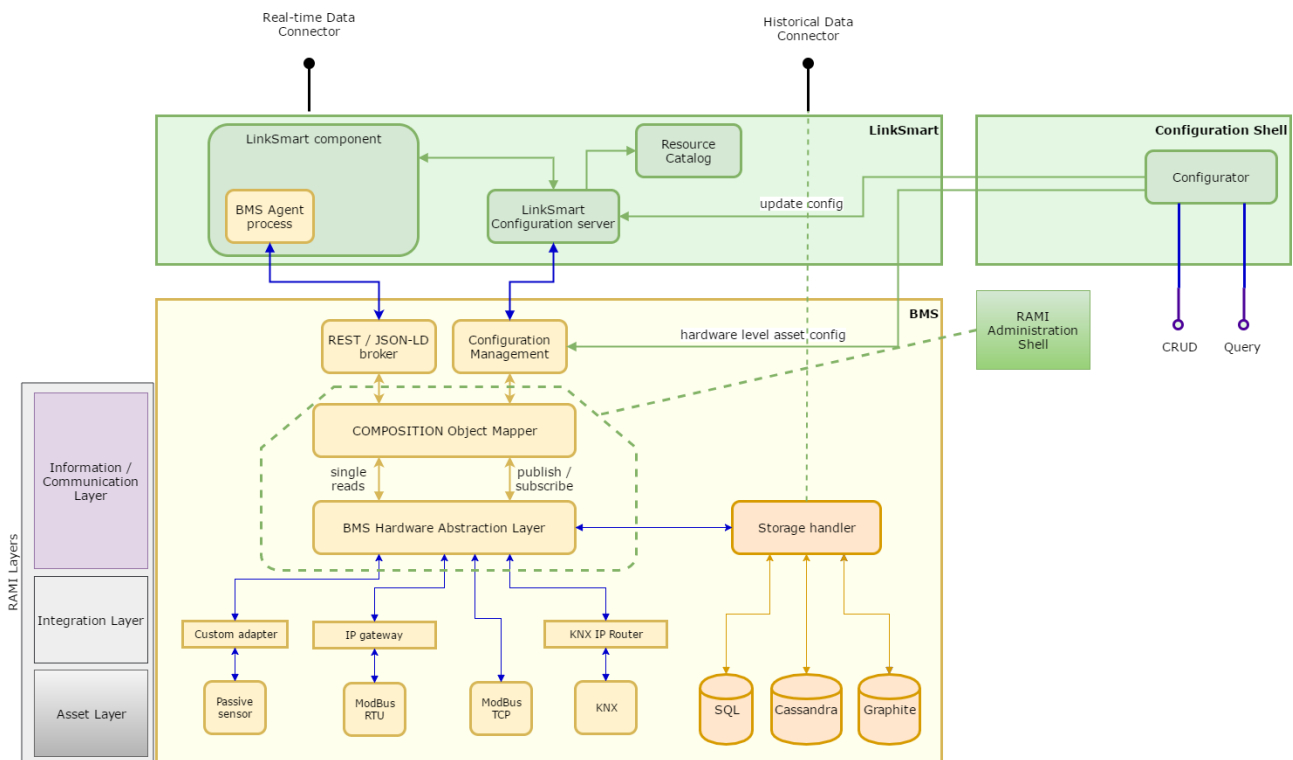 Real-time Data
Connector
Historical Data
Connector
LinkSmart
Configuration Shell
LinkSmart component
Resource
Catalog
Configurator
BMS Agent
process
LinkSmart
Configuration server
update config
BMS
RAMI
Administration
Shell
REST / JSON-LD
broker
Configuration
Management
hardware level asset config
CRUD
Query
COMPOSITION Object Mapper
single
reads
publish /
subscribe
BMS Hardware Abstraction Layer
Storage handler
RAMI Layers
Information /
Communication
Layer
Integration Layer
Asset Layer
Custom adapter
IP gateway
KNX IP Router
Passive
sensor
ModBus
RTU
ModBus
TCP
KNX
SQL
Cassandra
Graphite